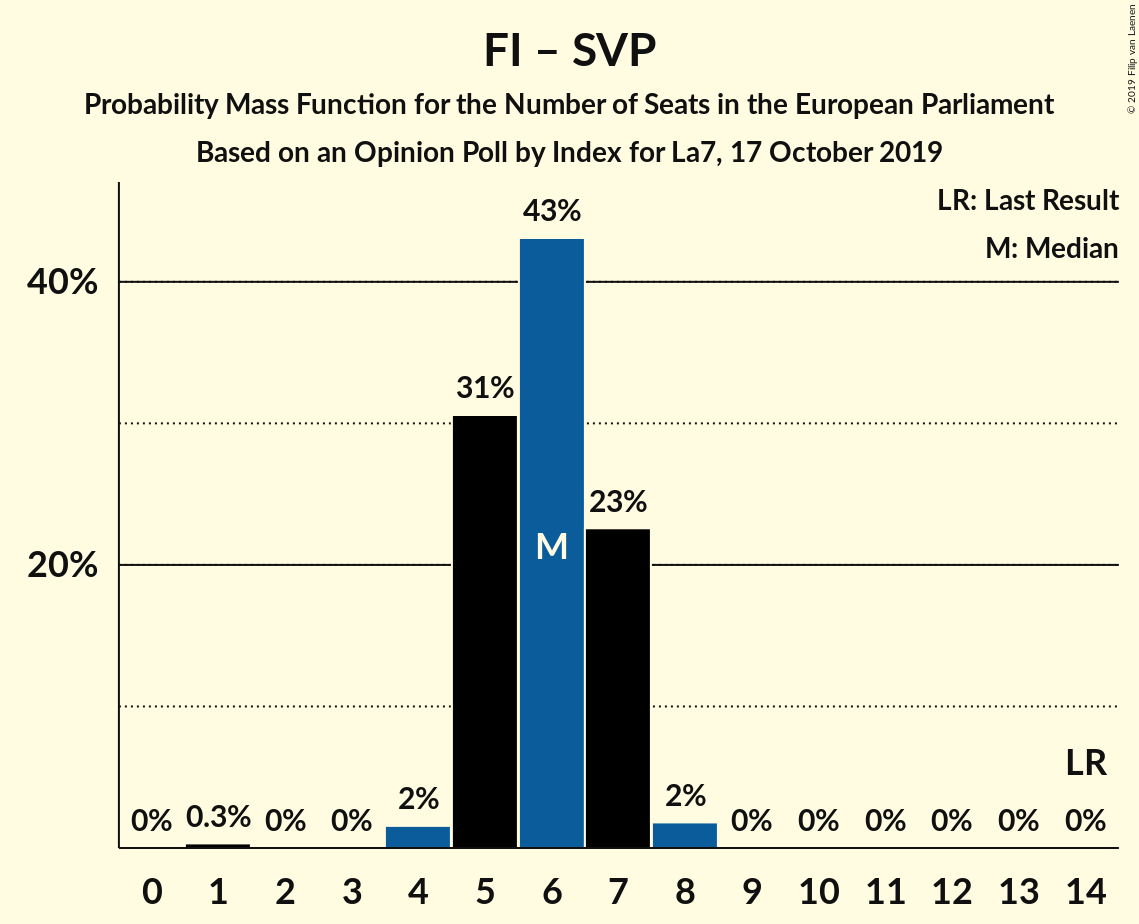 FI – SVP
Probability Mass Function for the Number of Seats in the European Parliament
Based on an Opinion Poll by Index for La7, 17 October 2019
© 2019 Filip van Laenen
LR: Last Result
M: Median
40%
20%
0% 0.3% 0% 0% 2% 31% 43% 23% 2% 0% 0% 0% 0% 0% 0%
M
LR
0 1 2 3 4 5 6 7 8 9 10 11 12 13 14